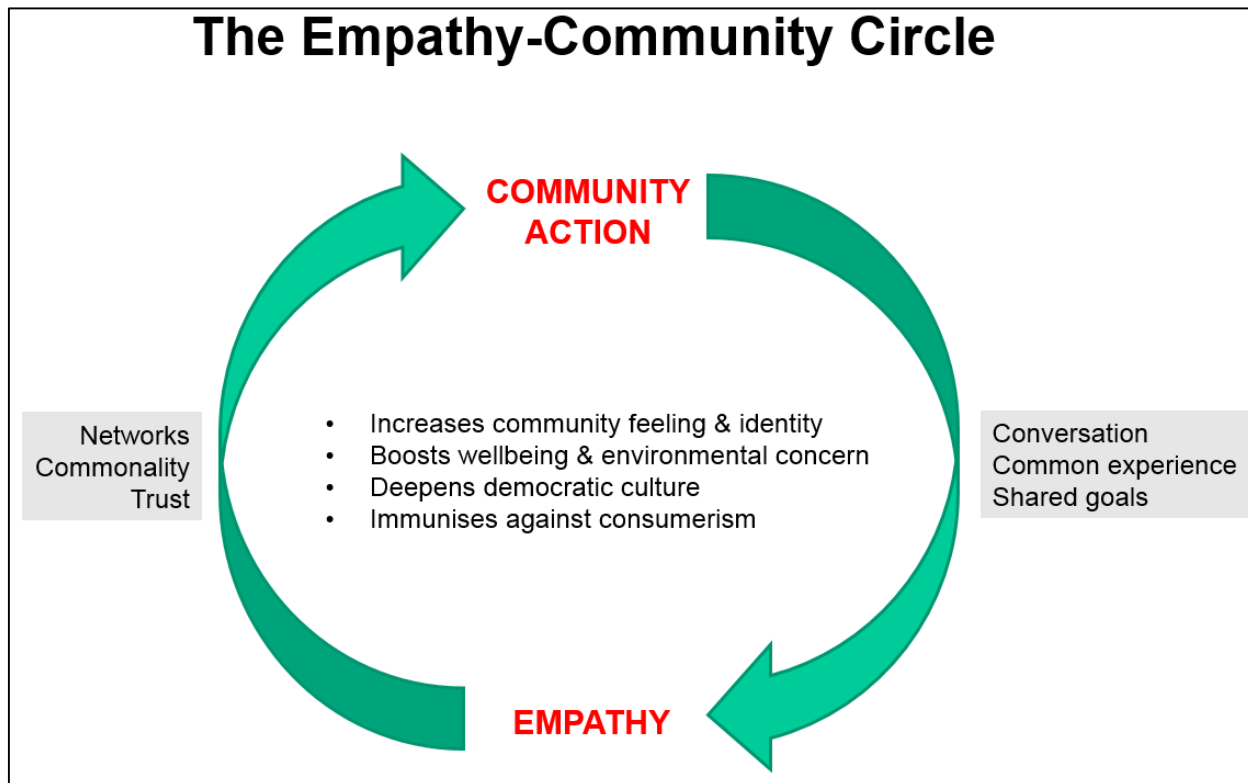 The Empathy-Community Circle
COMMUNITY
ACTION
Networks
Commonality
Trust
• Increases community feeling & identity
• Boosts wellbeing & environmental concern
• Deepens democratic culture
• Immunises against consumerism
Conversation
Common experience
Shared goals
EMPATHY